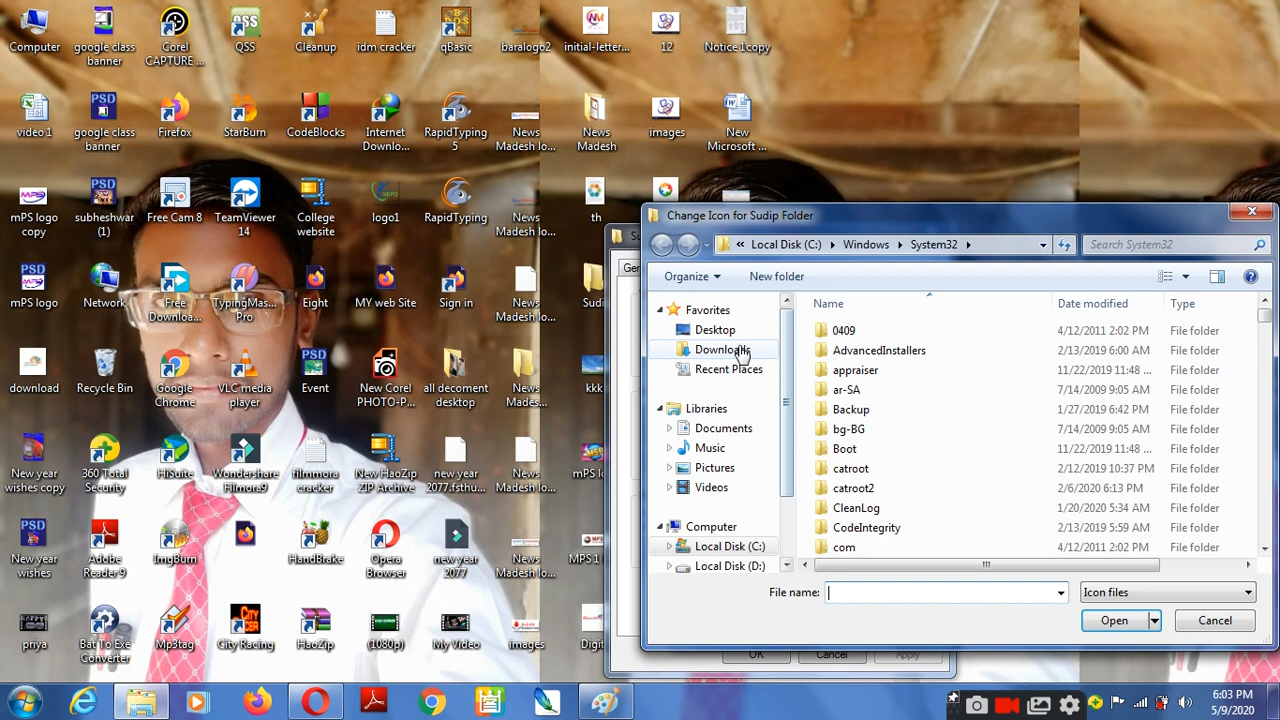 Computer
google class
banner
Corel
CAPTURE ...
QSS
Cleanup
idm cracker
qBasic
baralogo2
initial-letter...
12
Notice 1copy
video 1
google class
banner
Firefox
StarBurn
CodeBlocks
Internet
Downlo...
RapidTyping
5
News
Madesh lo...
News
Madesh
images
New
Microsoft ...
mPS logo
copy
subheshwar
(1)
Free Cam 8
TeamViewer
14
College
website
logo1
RapidTyping
News
Madesh lo...
th
mPS logo
Network
Free
Downloa...
TypingMas...
Pro
Eight
MY web Site
Sign in
News
Madesh lo...
Sudi
download
Recycle Bin
Google
Chrome
VLC media
player
Event
New Corel
PHOTO-P...
all decoment
desktop
News
Mades...
kkk
New year
wishes copy
360 Total
Security
HiSuite
Wondershare
Filmora9
filmmora
cracker
New HaoZip
ZIP Archive
new year
2077.fsthu...
News
Madesh lo...
mPS l
New year
wishes
Adobe
Reader 9
ImgBurn
HandBrake
Opera
Browser
new year
2077
News
Madesh lo...
MPS 1
priya
Bat To Exe
Converter
Mp3tag
City Racing
HaoZip
(1080p)
My Video
images
Digit
Su
Gen
OK
Cancel
Apply
Change Icon for Sudip Folder
« Local Disk (C:) Windows System32
Search System32
Organize
New folder
Favorites
Desktop
Downloads
Recent Places
Libraries
Documents
Music
Pictures
Videos
Computer
Local Disk (C:)
Local Disk (D:)
Name Date modified Type
0409 4/12/2011 2:02 PM File folder
AdvancedInstallers 2/13/2019 6:00 AM File folder
appraiser 11/22/2019 11:48 ... File folder
ar-SA 7/14/2009 9:05 AM File folder
Backup 1/27/2019 6:42 PM File folder
bg-BG 7/14/2009 9:05 AM File folder
Boot 11/22/2019 11:48 ... File folder
catroot 2/12/2019 10:37 PM File folder
catroot2 2/6/2020 6:13 PM File folder
CleanLog 1/20/2020 5:34 AM File folder
CodeIntegrity 2/13/2019 5:59 AM File folder
com 4/12/2011 2:02 PM File folder
File name:
Icon files
Open
Cancel
6:03 PM
5/9/2020